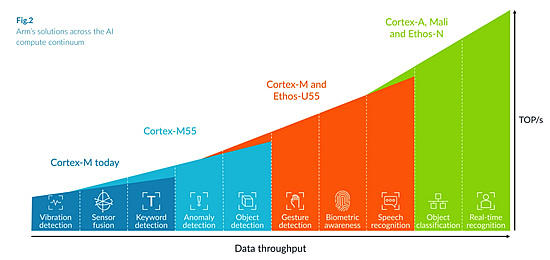 Fig.2
Arm's solutions across the AI
compute continuum
Cortex-A, Mali
and Ethos-N
Cortex-M and
Ethos-U55
Cortex-M55
Cortex-M today
TOP/s
T
Vibration
detection
Sensor
fusion
Keyword
detection
Anomaly
detection
Object
detection
Gesture
detection
Biometric
awareness
Speech
recognition
Object
classification
Real-time
recognition
Data throughput